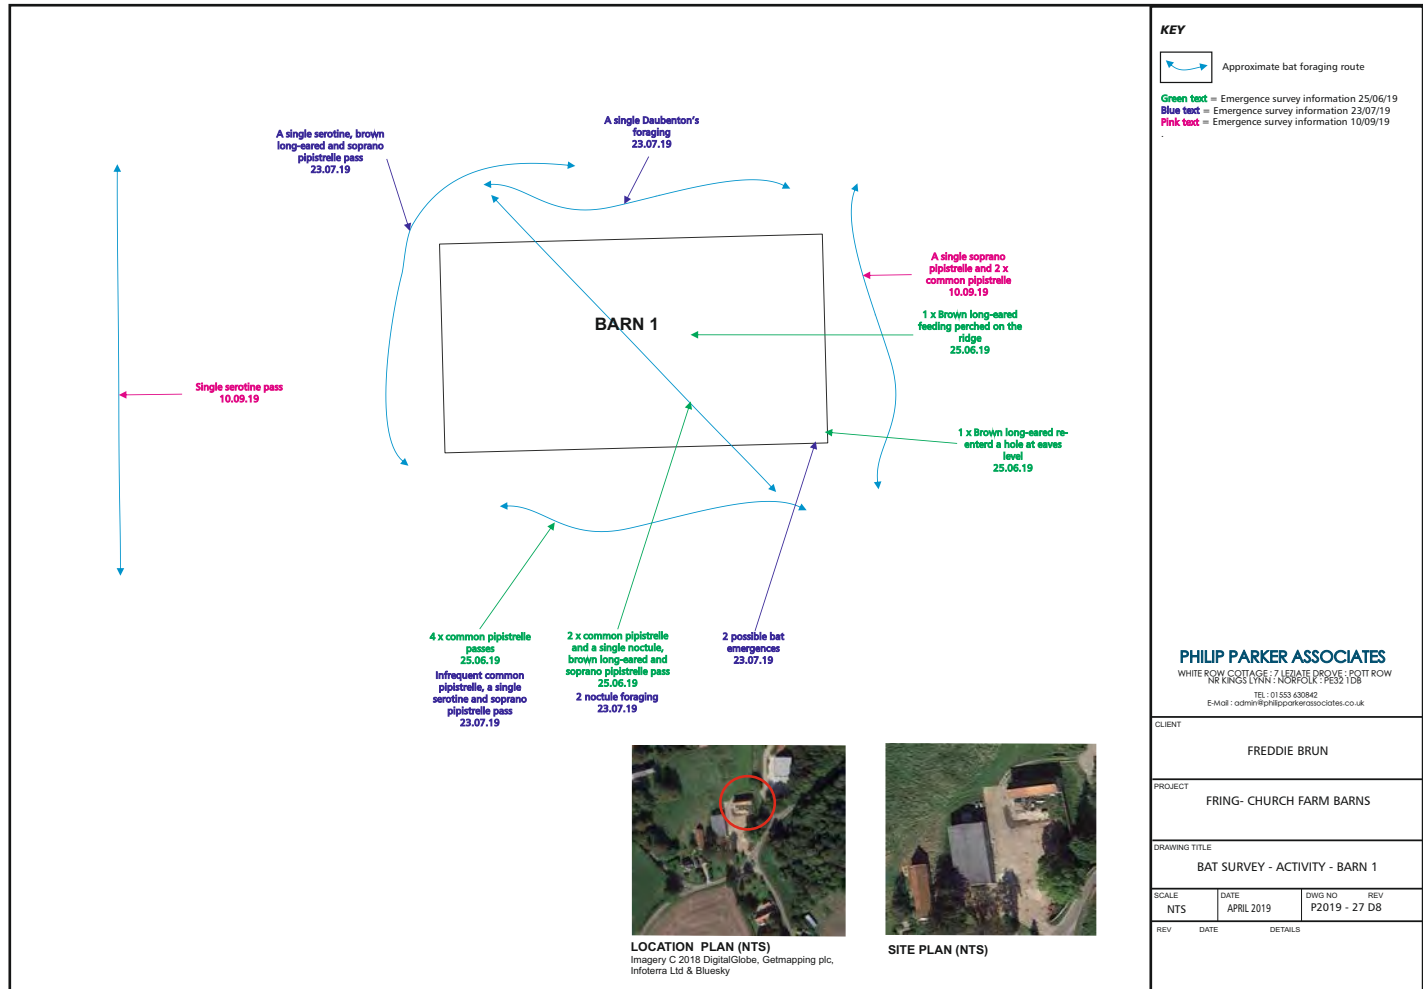 A single serotine, brown
long-eared and soprano
pipistrelle pass
23.07.19
A single Daubenton's
foraging
23.07.19
A single soprano
pipistrelle and 2 x
common pipistrelle
10.09.19
BARN 1
1 x Brown long-eared
feeding perched on the
ridge
25.06.19
Single serotine pass
10.09.19
1 x Brown long-eared re-
enterd a hole at eaves
level
25.06.19
4 x common pipistrelle
passes
25.06.19
Infrequent common
pipistrelle, a single
serotine and soprano
pipistrelle pass
23.07.19
2 x common pipistrelle
and a single noctule,
brown long-eared and
soprano pipistrelle pass
25.06.19
2 noctule foraging
23.07.19
2 possible bat
emergences
23.07.19
LOCATION PLAN (NTS)
Imagery C 2018 DigitalGlobe, Getmapping plc,
Infoterra Ltd & Bluesky
SITE PLAN (NTS)
KEY
Approximate bat foraging route
Green text = Emergence survey information 25/06/19
Blue text = Emergence survey information 23/07/19
Pink text = Emergence survey information 10/09/19
.
PHILIP PARKER ASSOCIATES
WHITE ROW COTTAGE : 7 LEZIATE DROVE : POTT ROW
NR KINGS LYNN : NORFOLK : PE32 1DB
TEL : 01553 630842
E-Mail : admin@philipparkerassociates.co.uk
CLIENT
FREDDIE BRUN
PROJECT
FRING- CHURCH FARM BARNS
DRAWING TITLE
BAT SURVEY - ACTIVITY - BARN 1
SCALE DATE DWG NO REV
NTS APRIL 2019 P2019 - 27 D8
REV DATE DETAILS